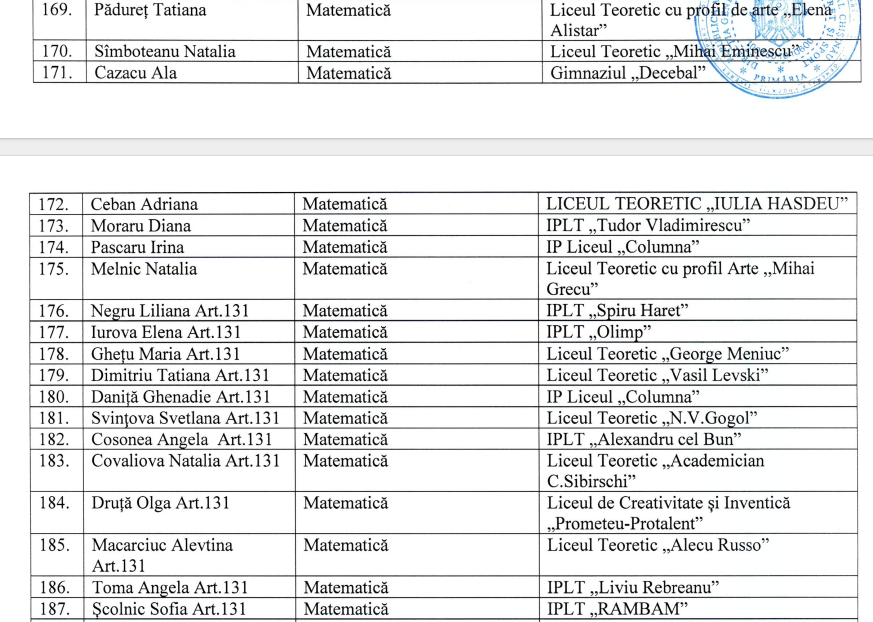 169. Pădureț Tatiana Matematică Liceul Teoretic cu profil de arte „Elena
Alistar”
170. Sîmboteanu Natalia Matematică Liceul Teoretic „Mihai Eminescu”
171. Cazacu Ala Matematică Gimnaziul „Decebal”
PRIMĂRIA
172. Ceban Adriana Matematică LICEUL TEORETIC „IULIA HASDEU”
173. Moraru Diana Matematică IPLT „Tudor Vladimirescu”
174. Pascaru Irina Matematică IP Liceul „Columna”
175. Melnic Natalia Matematică Liceul Teoretic cu profil Arte „Mihai
Grecu”
176. Negru Liliana Art.131 Matematică IPLT „Spiru Haret”
177. Iurova Elena Art.131 Matematică IPLT „Olimp”
178. Ghețu Maria Art.131 Matematică Liceul Teoretic „George Meniuc”
179. Dimitriu Tatiana Art.131 Matematică Liceul Teoretic „Vasil Levski”
180. Daniță Ghenadie Art.131 Matematică IP Liceul „Columna”
181. Svințova Svetlana Art.131 Matematică Liceul Teoretic „N.V.Gogol”
182. Cosonea Angela Art.131 Matematică IPLT „Alexandru cel Bun”
183. Covaliova Natalia Art.131 Matematică Liceul Teoretic „Academician
C.Sibirschi”
184. Druță Olga Art.131 Matematică Liceul de Creativitate și Inventică
„Prometeu-Protalent”
185. Macarciuc Alevtina Matematică Liceul Teoretic „Alecu Russo”
Art.131
186. Toma Angela Art.131 Matematică IPLT „Liviu Rebreanu”
187. Școlnic Sofia Art.131 Matematică IPLT „RAMBAM”